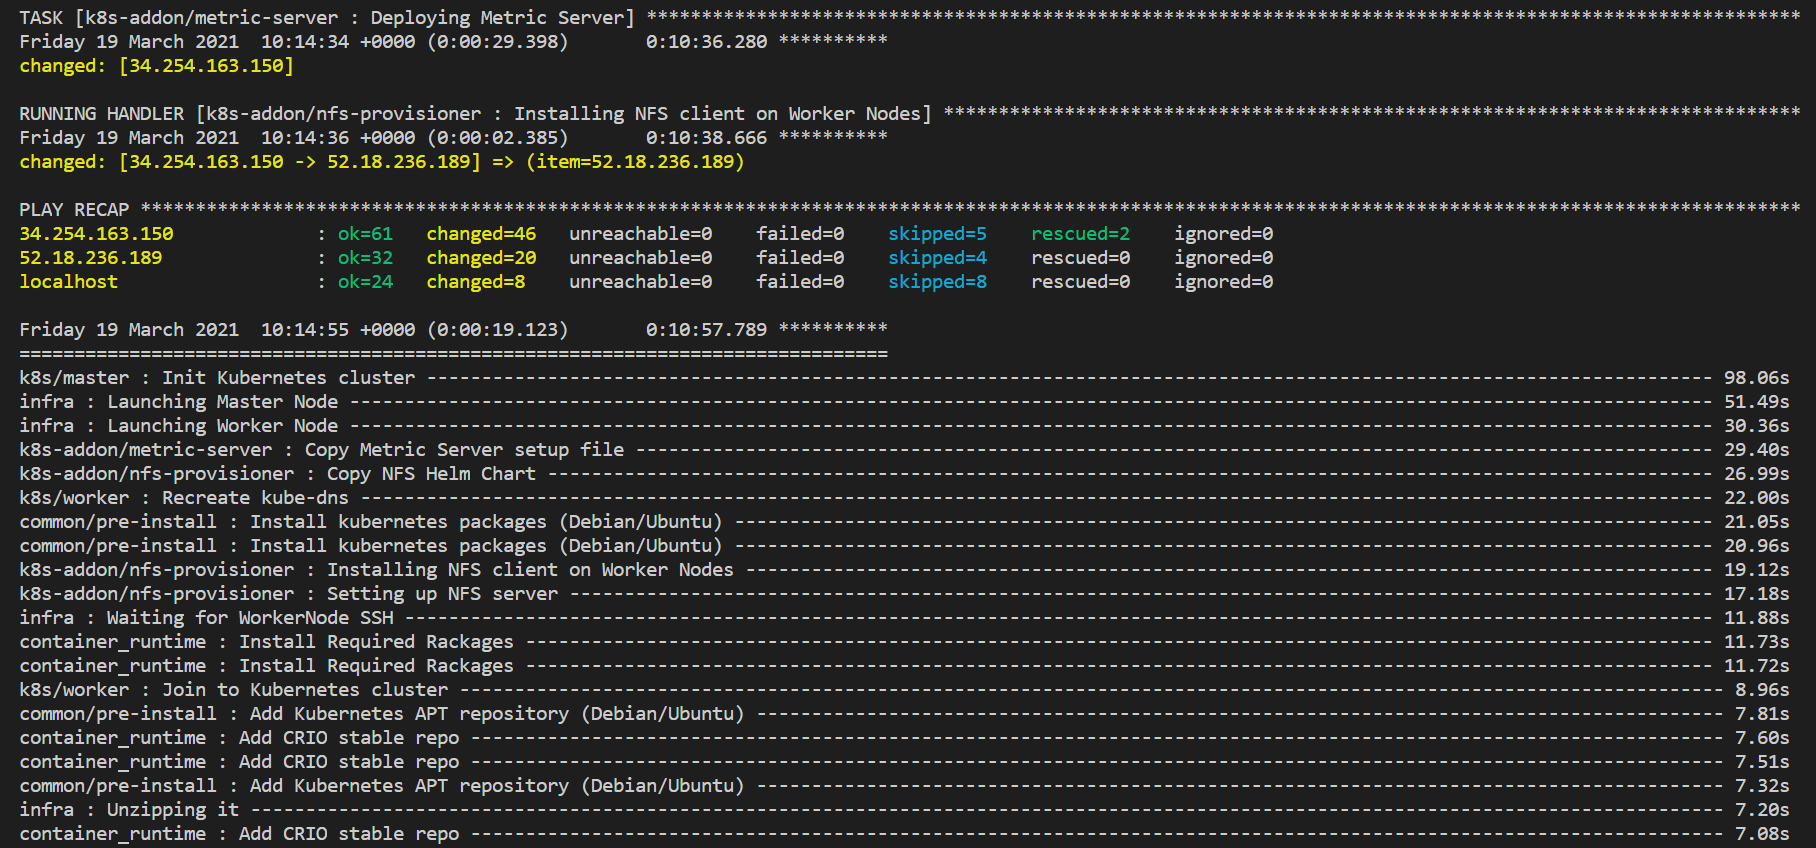 TASK [k8s-addon/metric-server : Deploying Metric Server] *********************************************************************************************************
Friday 19 March 2021  10:14:34 +0000 (0:00:29.398)       0:10:36.280 **********
changed: [34.254.163.150]

RUNNING HANDLER [k8s-addon/nfs-provisioner : Installing NFS client on Worker Nodes] ******************************************************************************
Friday 19 March 2021  10:14:36 +0000 (0:00:02.385)       0:10:38.666 **********
changed: [34.254.163.150 -> 52.18.236.189] => (item=52.18.236.189)

PLAY RECAP *******************************************************************************************************************************************************
34.254.163.150             : ok=61   changed=46   unreachable=0    failed=0    skipped=5    rescued=2    ignored=0
52.18.236.189              : ok=32   changed=20   unreachable=0    failed=0    skipped=4    rescued=0    ignored=0
localhost                  : ok=24   changed=8    unreachable=0    failed=0    skipped=8    rescued=0    ignored=0

Friday 19 March 2021  10:14:55 +0000 (0:00:19.123)       0:10:57.789 **********
===============================================================================
k8s/master : Init Kubernetes cluster --------------------------------------------------------------------------------------------------------------------- 98.06s
infra : Launching Master Node ---------------------------------------------------------------------------------------------------------------------------- 51.49s
infra : Launching Worker Node ---------------------------------------------------------------------------------------------------------------------------- 30.36s
k8s-addon/metric-server : Copy Metric Server setup file -------------------------------------------------------------------------------------------------- 29.40s
k8s-addon/nfs-provisioner : Copy NFS Helm Chart ---------------------------------------------------------------------------------------------------------- 26.99s
k8s/worker : Recreate kube-dns --------------------------------------------------------------------------------------------------------------------------- 22.00s
common/pre-install : Install kubernetes packages (Debian/Ubuntu) ----------------------------------------------------------------------------------------- 21.05s
common/pre-install : Install kubernetes packages (Debian/Ubuntu) ----------------------------------------------------------------------------------------- 20.96s
k8s-addon/nfs-provisioner : Installing NFS client on Worker Nodes ---------------------------------------------------------------------------------------- 19.12s
k8s-addon/nfs-provisioner : Setting up NFS server -------------------------------------------------------------------------------------------------------- 17.18s
infra : Waiting for WorkerNode SSH ----------------------------------------------------------------------------------------------------------------------- 11.88s
container_runtime : Install Required Rackages ------------------------------------------------------------------------------------------------------------ 11.73s
container_runtime : Install Required Rackages ------------------------------------------------------------------------------------------------------------ 11.72s
k8s/worker : Join to Kubernetes cluster ------------------------------------------------------------------------------------------------------------------- 8.96s
common/pre-install : Add Kubernetes APT repository (Debian/Ubuntu) ---------------------------------------------------------------------------------------- 7.81s
container_runtime : Add CRIO stable repo ------------------------------------------------------------------------------------------------------------------ 7.60s
container_runtime : Add CRIO stable repo ------------------------------------------------------------------------------------------------------------------ 7.51s
common/pre-install : Add Kubernetes APT repository (Debian/Ubuntu) ---------------------------------------------------------------------------------------- 7.32s
infra : Unzipping it -------------------------------------------------------------------------------------------------------------------------------------- 7.20s
container_runtime : Add CRIO stable repo ------------------------------------------------------------------------------------------------------------------ 7.08s